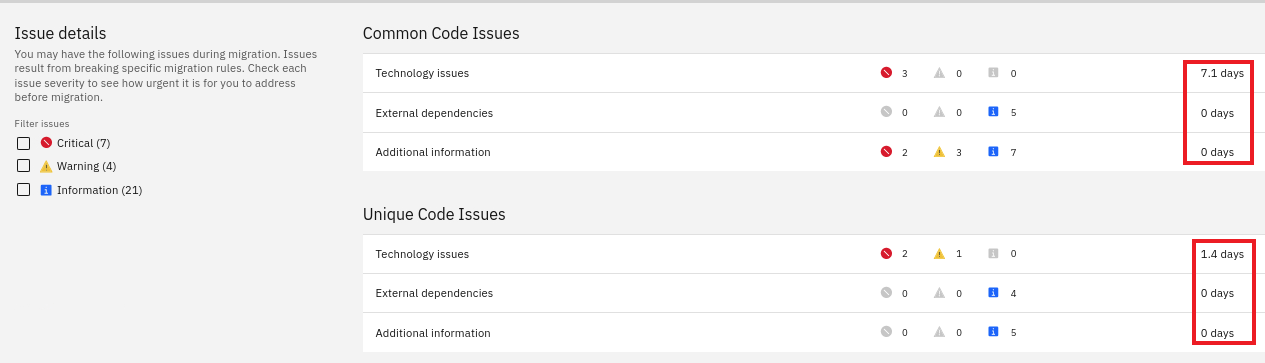 Issue details
You may have the following issues during migration. Issues
result from breaking specific migration rules. Check each
issue severity to see how urgent it is for you to address
before migration.
Filter issues
Critical (7)
Warning (4)
Information (21)
Common Code Issues
Technology issues 3 0 0 7.1 days
External dependencies 0 0 5 0 days
Additional information 2 3 7 0 days
Unique Code Issues
Technology issues 2 1 0 1.4 days
External dependencies 0 0 4 0 days
Additional information 0 0 5 0 days